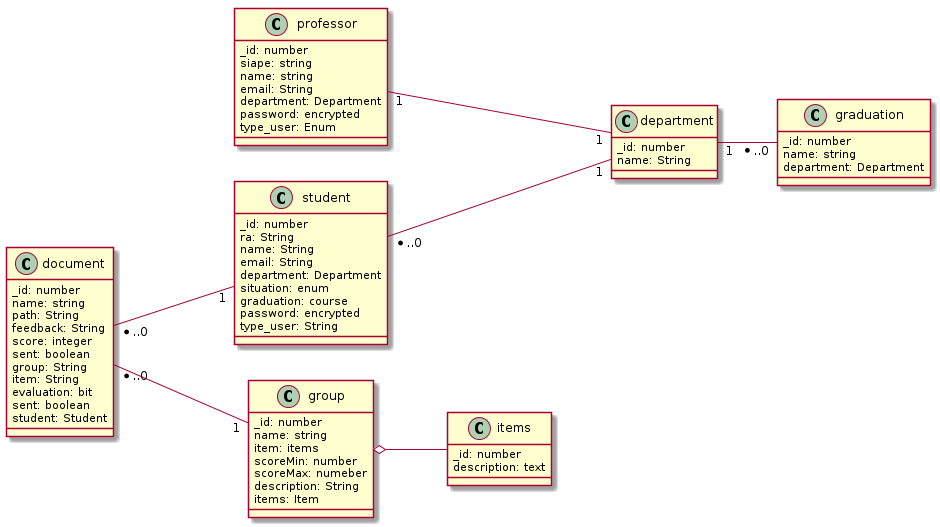 C professor
_id: number
siape: string
name: string
email: String
department: Department
password: encrypted
type_user: Enum
1
1
C department
_id: number
name: String
1
1 •..0
C graduation
_id: number
name: string
department: Department
C student
_id: number
ra: String
name: String
email: String
department: Department
situation: enum
graduation: course
password: encrypted
type_user: String
•..0
1
C document
_id: number
name: string
path: String
feedback: String
score: integer
sent: boolean
group: String
item: String
evaluation: bit
sent: boolean
student: Student
•..0
•..0
1
C group
_id: number
name: string
item: items
scoreMin: number
scoreMax: numeber
description: String
items: Item
C items
_id: number
description: text